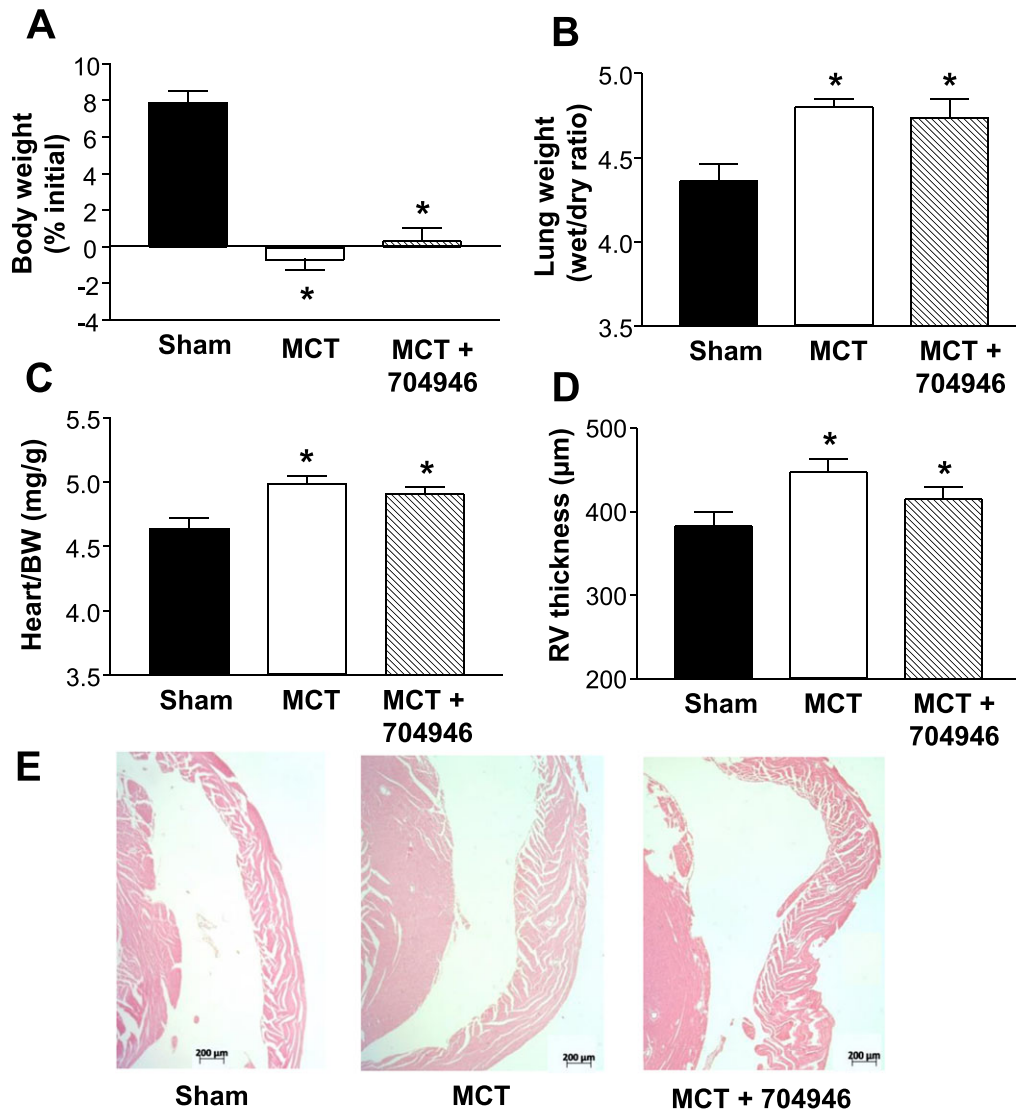 A
Body weight
(% initial)
10
8
6
4
2
0
-2
-4
*
*
Sham
MCT
MCT +
704946
B
Lung weight
(wet/dry ratio)
5.0
4.5
4.0
3.5
*
*
Sham
MCT
MCT +
704946
C
Heart/BW (mg/g)
5.5
5.0
4.5
4.0
3.5
*
*
Sham
MCT
MCT +
704946
D
RV thickness (µm)
500
400
300
200
*
*
Sham
MCT
MCT +
704946
E
200 µm
200 µm
200 µm
Sham
MCT
MCT + 704946